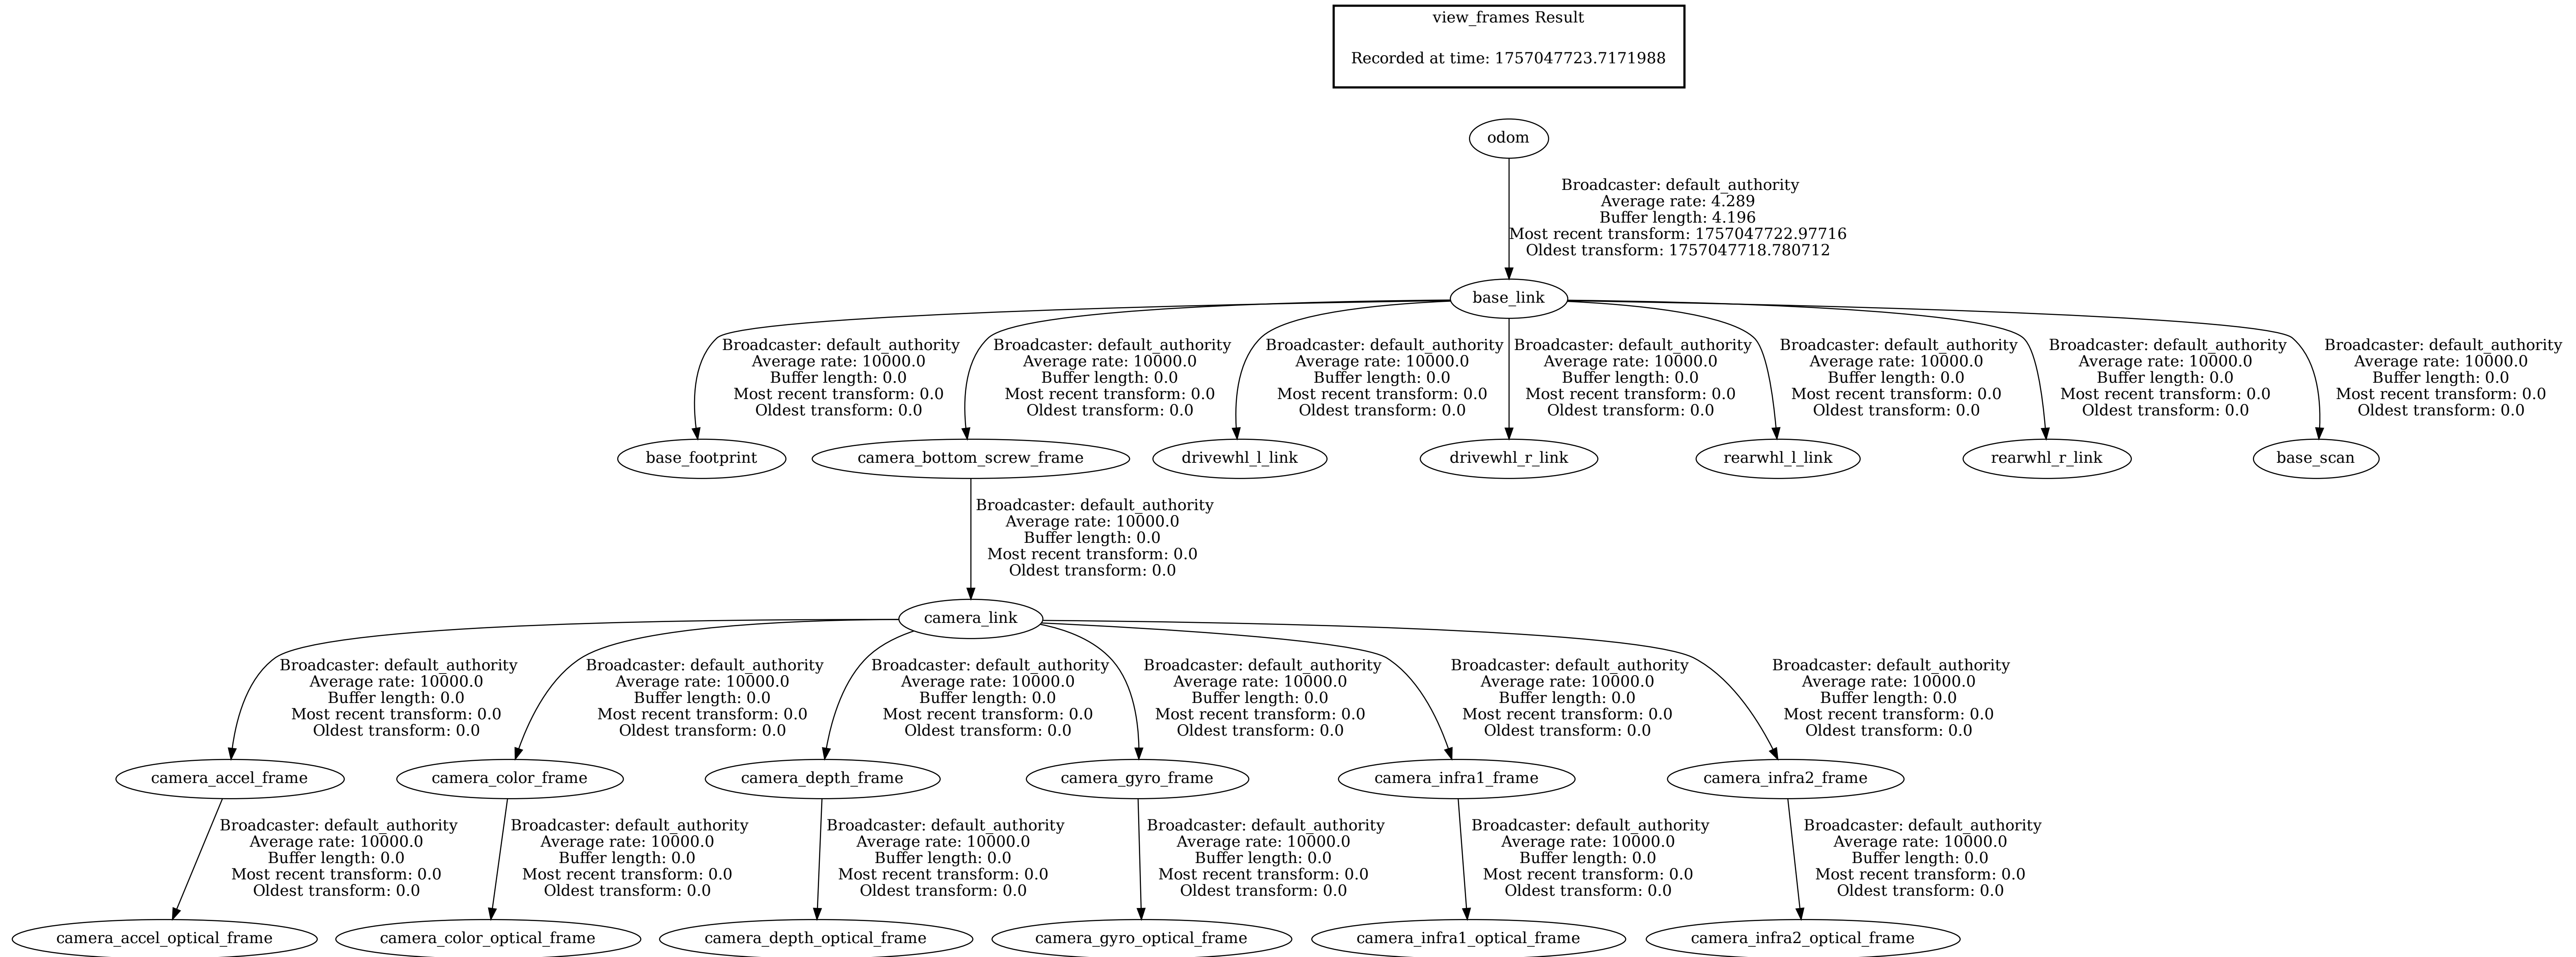 view_frames Result
Recorded at time: 1757047723.7171988
odom
Broadcaster: default_authority
Average rate: 4.289
Buffer length: 4.196
Most recent transform: 1757047722.97716
Oldest transform: 1757047718.780712
base_link
Broadcaster: default_authority
Average rate: 10000.0
Buffer length: 0.0
Most recent transform: 0.0
Oldest transform: 0.0
Broadcaster: default_authority
Average rate: 10000.0
Buffer length: 0.0
Most recent transform: 0.0
Oldest transform: 0.0
Broadcaster: default_authority
Average rate: 10000.0
Buffer length: 0.0
Most recent transform: 0.0
Oldest transform: 0.0
Broadcaster: default_authority
Average rate: 10000.0
Buffer length: 0.0
Most recent transform: 0.0
Oldest transform: 0.0
Broadcaster: default_authority
Average rate: 10000.0
Buffer length: 0.0
Most recent transform: 0.0
Oldest transform: 0.0
Broadcaster: default_authority
Average rate: 10000.0
Buffer length: 0.0
Most recent transform: 0.0
Oldest transform: 0.0
Broadcaster: default_authority
Average rate: 10000.0
Buffer length: 0.0
Most recent transform: 0.0
Oldest transform: 0.0
base_footprint
camera_bottom_screw_frame
drivewhl_l_link
drivewhl_r_link
rearwhl_l_link
rearwhl_r_link
base_scan
Broadcaster: default_authority
Average rate: 10000.0
Buffer length: 0.0
Most recent transform: 0.0
Oldest transform: 0.0
camera_link
Broadcaster: default_authority
Average rate: 10000.0
Buffer length: 0.0
Most recent transform: 0.0
Oldest transform: 0.0
Broadcaster: default_authority
Average rate: 10000.0
Buffer length: 0.0
Most recent transform: 0.0
Oldest transform: 0.0
Broadcaster: default_authority
Average rate: 10000.0
Buffer length: 0.0
Most recent transform: 0.0
Oldest transform: 0.0
Broadcaster: default_authority
Average rate: 10000.0
Buffer length: 0.0
Most recent transform: 0.0
Oldest transform: 0.0
Broadcaster: default_authority
Average rate: 10000.0
Buffer length: 0.0
Most recent transform: 0.0
Oldest transform: 0.0
Broadcaster: default_authority
Average rate: 10000.0
Buffer length: 0.0
Most recent transform: 0.0
Oldest transform: 0.0
camera_accel_frame
camera_color_frame
camera_depth_frame
camera_gyro_frame
camera_infra1_frame
camera_infra2_frame
Broadcaster: default_authority
Average rate: 10000.0
Buffer length: 0.0
Most recent transform: 0.0
Oldest transform: 0.0
Broadcaster: default_authority
Average rate: 10000.0
Buffer length: 0.0
Most recent transform: 0.0
Oldest transform: 0.0
Broadcaster: default_authority
Average rate: 10000.0
Buffer length: 0.0
Most recent transform: 0.0
Oldest transform: 0.0
Broadcaster: default_authority
Average rate: 10000.0
Buffer length: 0.0
Most recent transform: 0.0
Oldest transform: 0.0
Broadcaster: default_authority
Average rate: 10000.0
Buffer length: 0.0
Most recent transform: 0.0
Oldest transform: 0.0
Broadcaster: default_authority
Average rate: 10000.0
Buffer length: 0.0
Most recent transform: 0.0
Oldest transform: 0.0
camera_accel_optical_frame
camera_color_optical_frame
camera_depth_optical_frame
camera_gyro_optical_frame
camera_infra1_optical_frame
camera_infra2_optical_frame